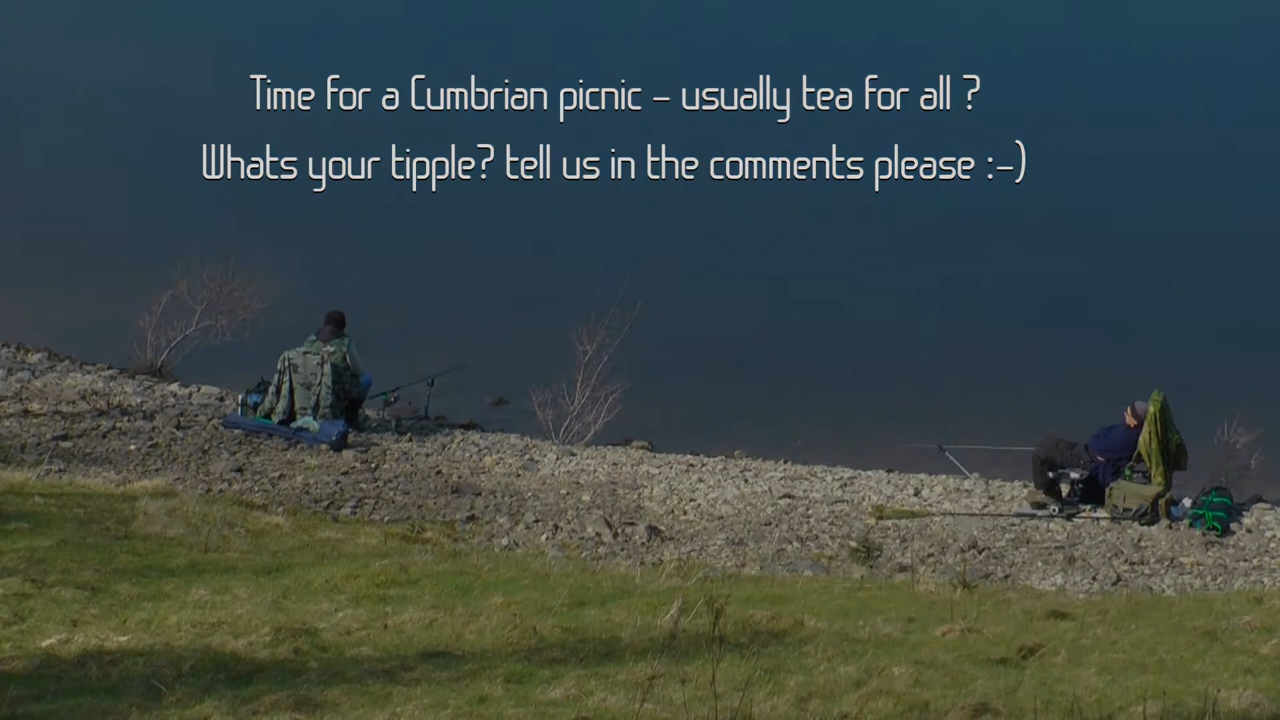 Time for a Cumbrian picnic - usually tea for all ?
Whats your tipple? tell us in the comments please :-)